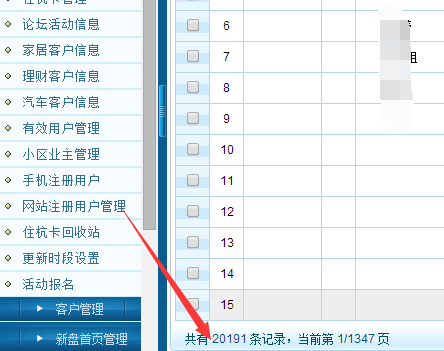 住杭卡管理
论坛活动信息
家居客户信息
理财客户信息
汽车客户信息
有效用户管理
小区业主管理
手机注册用户
网站注册用户管理
住杭卡回收站
更新时段设置
活动报名
客户管理
新盘首页管理
6
7
8
9
10
11
12
13
14
15
共有 20191 条记录，当前第 1/1347 页